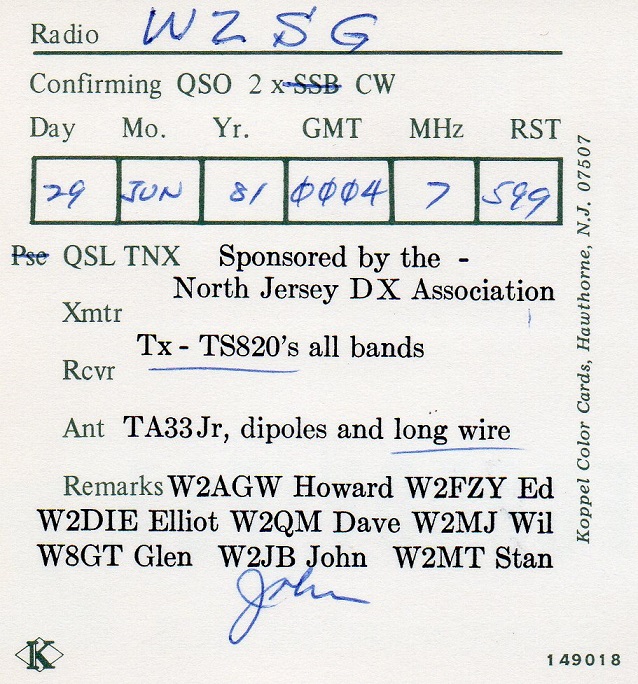 Radio W2SG
Confirming QSO 2 x SSB CW
Day Mo. Yr. GMT MHz RST
29 JUN 81 0004 7 599
Pse QSL TNX Sponsored by the -
North Jersey DX Association
Xmtr
Tx - TS820's all bands
Rcvr
Ant TA33Jr, dipoles and long wire
Remarks W2AGW Howard W2FZY Ed
W2DIE Elliot W2QM Dave W2MJ Wil
W8GT Glen W2JB John W2MT Stan
John
K
149018
Koppel Color Cards, Hawthorne, N.J. 07507